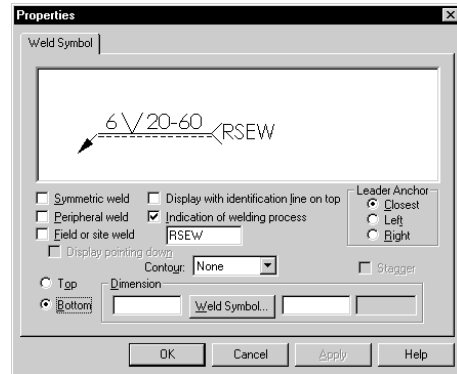 Properties
Weld Symbol
6 \/ 20-60 RSEW
Symmetric weld
Display with identification line on top
Leader Anchor
Peripheral weld
Indication of welding process
Closest
Field or site weld
RSEW
Left
Display pointing down
Right
Contour: None
Stagger
Top
Dimension
Bottom
Weld Symbol...
OK Cancel Apply Help